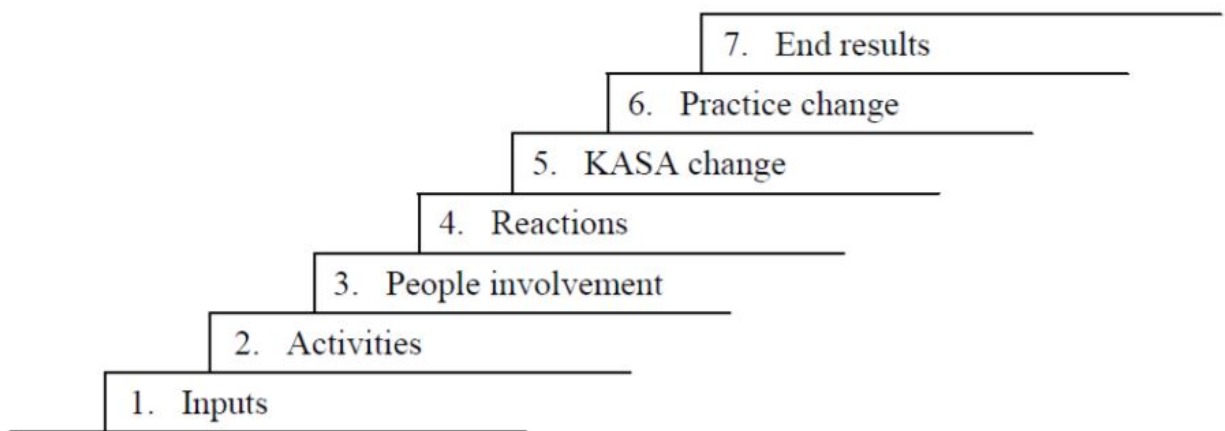 7. End results
6. Practice change
5. KASA change
4. Reactions
3. People involvement
2. Activities
1. Inputs